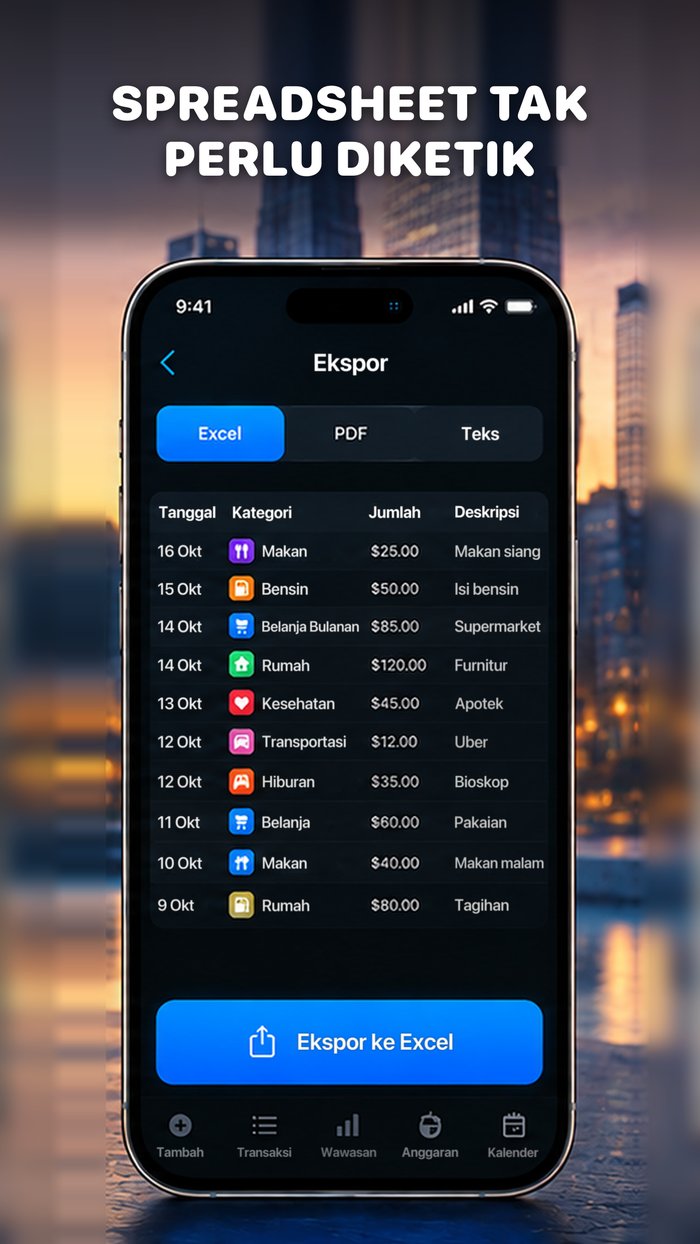 SPREADSHEET TAK
PERLU DIKETIK
9:41
Ekspor
Excel PDF Teks
Tanggal Kategori Jumlah Deskripsi
16 Okt Makan $25.00 Makan siang
15 Okt Bensin $50.00 Isi bensin
14 Okt Belanja Bulanan $85.00 Supermarket
14 Okt Rumah $120.00 Furnitur
13 Okt Kesehatan $45.00 Apotek
12 Okt Transportasi $12.00 Uber
12 Okt Hiburan $35.00 Bioskop
11 Okt Belanja $60.00 Pakaian
10 Okt Makan $40.00 Makan malam
9 Okt Rumah $80.00 Tagihan
Ekspor ke Excel
Tambah Transaksi Wawasan Anggaran Kalender